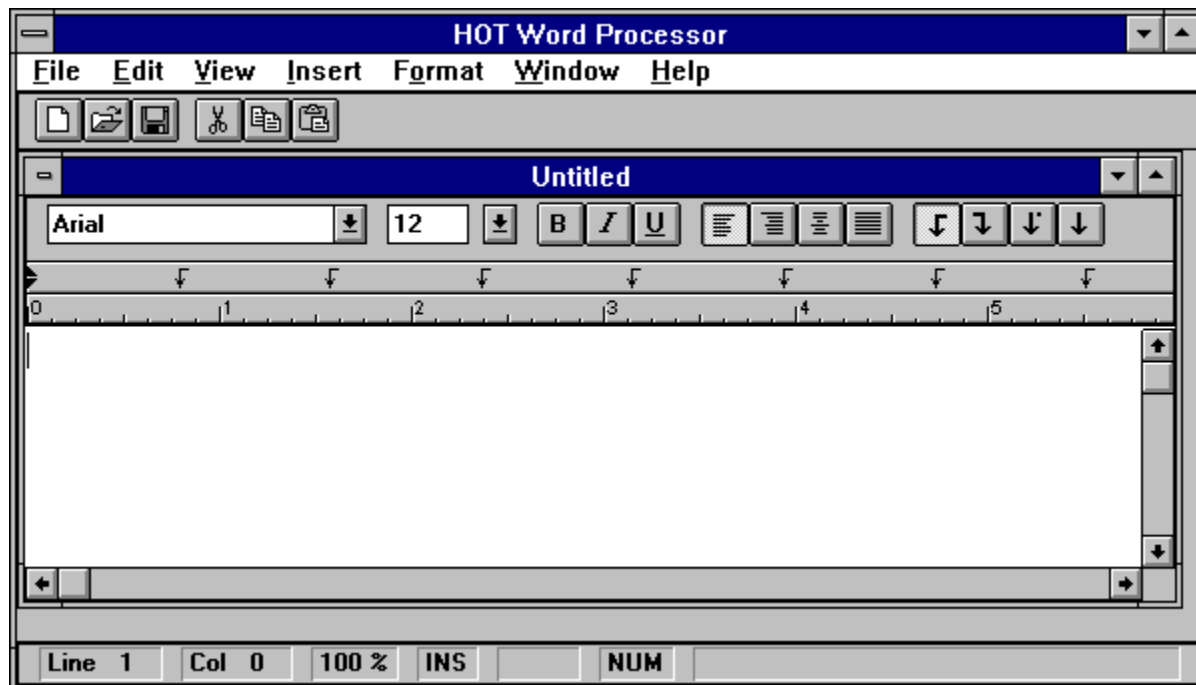 HOT Word Processor
File Edit View Insert Format Window Help
Untitled
Arial 12 B I U
0 1 2 3 4 5
Line 1 Col 0 100 % INS NUM